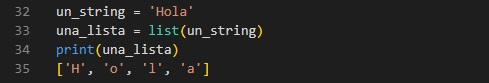 32 un_string = 'Hola'
33 una_lista = list(un_string)
34 print(una_lista)
35 ['H', 'o', 'l', 'a']